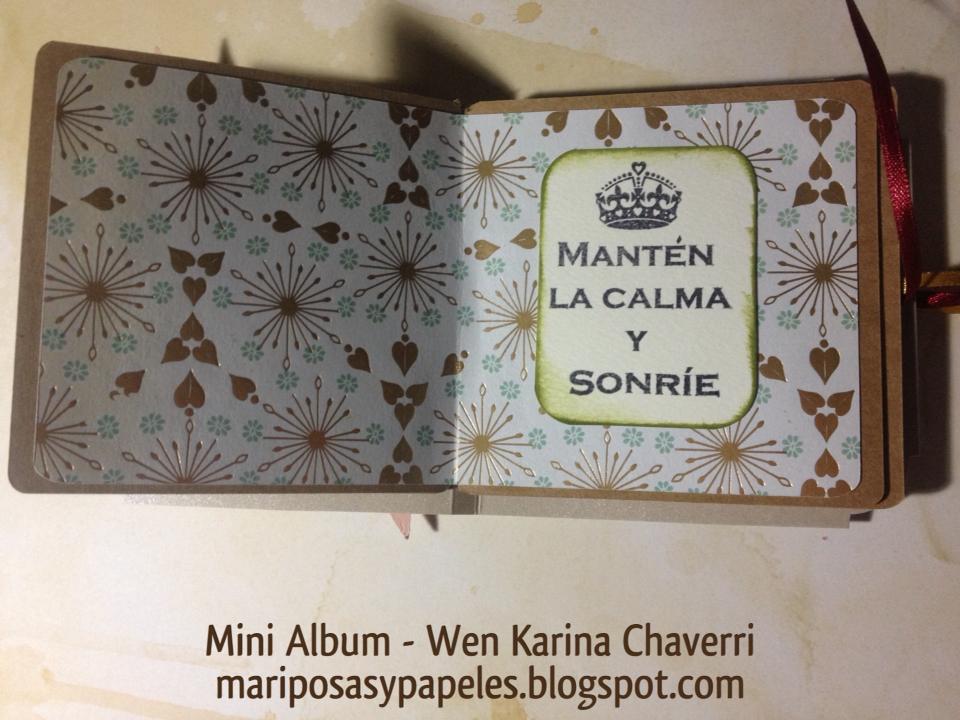 MANTÉN
LA CALMA
Y
SONRÍE
Mini Album - Wen Karina Chaverri
mariposasypapeles.blogspot.com